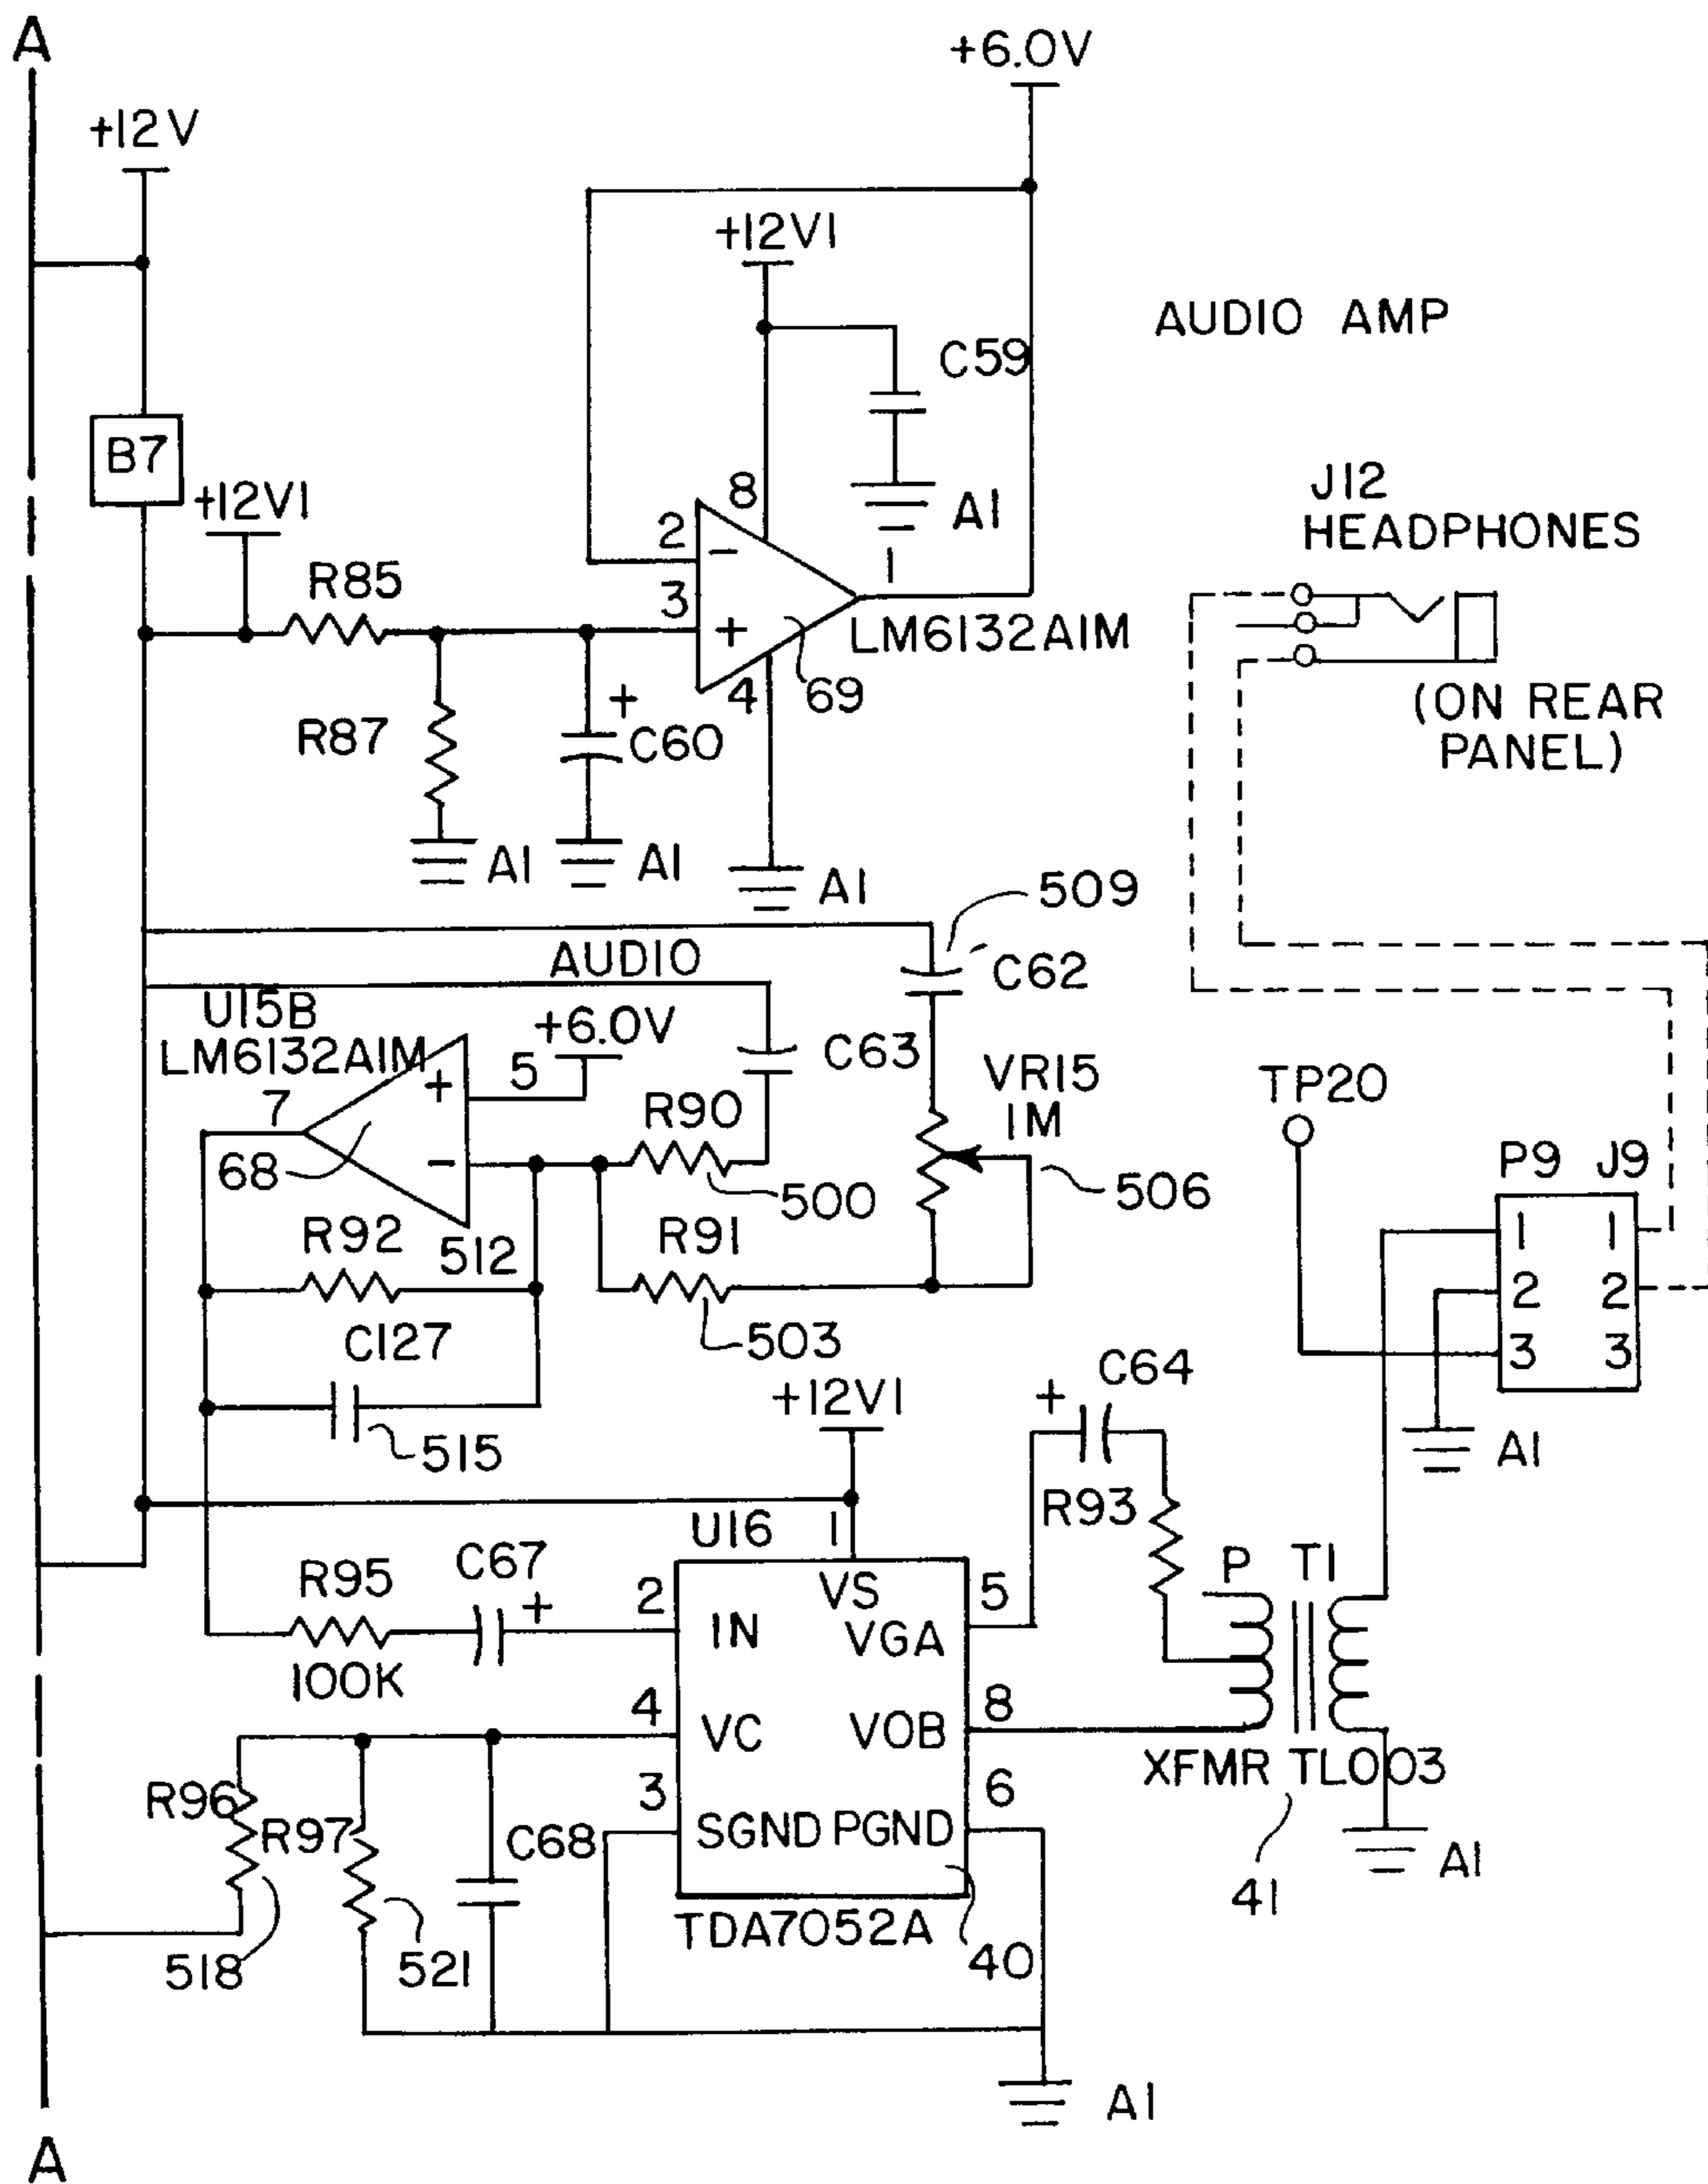 A
+12V
+6.0V
+12V1
AUDIO AMP
C59
B7
+12V1
8
A1
J12
HEADPHONES
R85
2
−
1
3
+
LM6132A1M
4
69
(ON REAR
PANEL)
R87
+
C60
A1
A1
A1
509
AUDIO
C62
U15B
LM6132A1M
+6.0V
C63
5
+
7
R90
VR15
1M
TP20
68
−
500
506
P9 J9
R92
512
R91
1 1
2 2
3 3
C127
503
C64
+12V1
+
515
A1
R93
U16
1
C67
R95
+
2
VS
5
P T1
IN
VGA
100K
4
8
VC
VOB
XFMR TL003
R96
3
6
R97
C68
SGND PGND
41
A1
TDA7052A
518
521
40
A1
A